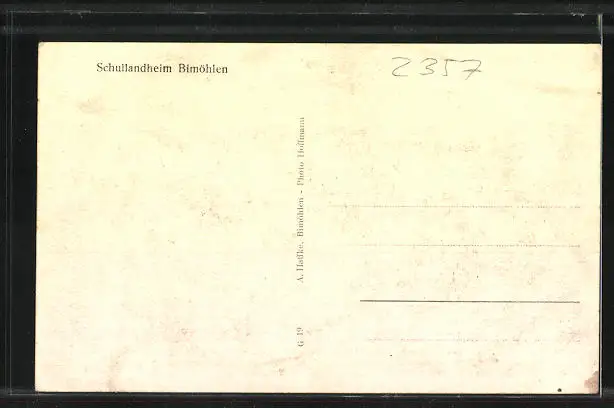 Schullandheim Bimöhlen
2357
G 19 A. Haffke, Bimöhlen - Photo Hoffmann